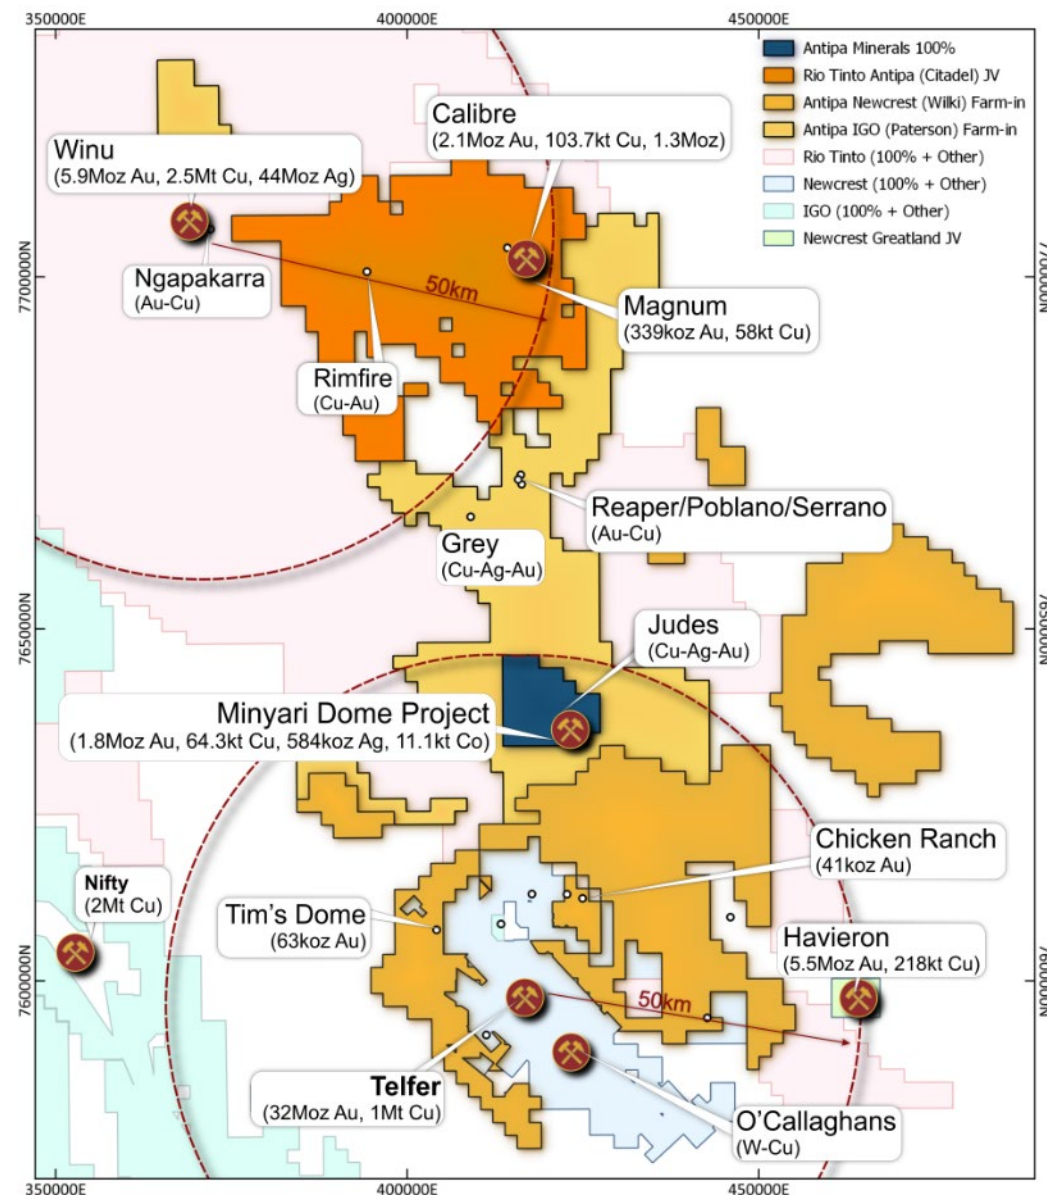 350000E
400000E
450000E
Antipa Minerals 100%
Rio Tinto Antipa (Citadel) JV
Antipa Newcrest (Wilki) Farm-in
Antipa IGO (Paterson) Farm-in
Rio Tinto (100% + Other)
Newcrest (100% + Other)
IGO (100% + Other)
Newcrest Greatland JV
Calibre
(2.1Moz Au, 103.7kt Cu, 1.3Moz)
Winu
(5.9Moz Au, 2.5Mt Cu, 44Moz Ag)
Ngapakarra
(Au-Cu)
50km
7700000N
7700000N
Magnum
(339koz Au, 58kt Cu)
Rimfire
(Cu-Au)
Reaper/Poblano/Serrano
(Au-Cu)
Grey
(Cu-Ag-Au)
7650000N
7650000N
Judes
(Cu-Ag-Au)
Minyari Dome Project
(1.8Moz Au, 64.3kt Cu, 584koz Ag, 11.1kt Co)
Chicken Ranch
(41koz Au)
Nifty
(2Mt Cu)
Tim's Dome
(63koz Au)
Havieron
(5.5Moz Au, 218kt Cu)
7600000N
7600000N
50km
Telfer
(32Moz Au, 1Mt Cu)
O'Callaghans
(W-Cu)
350000E
400000E
450000E